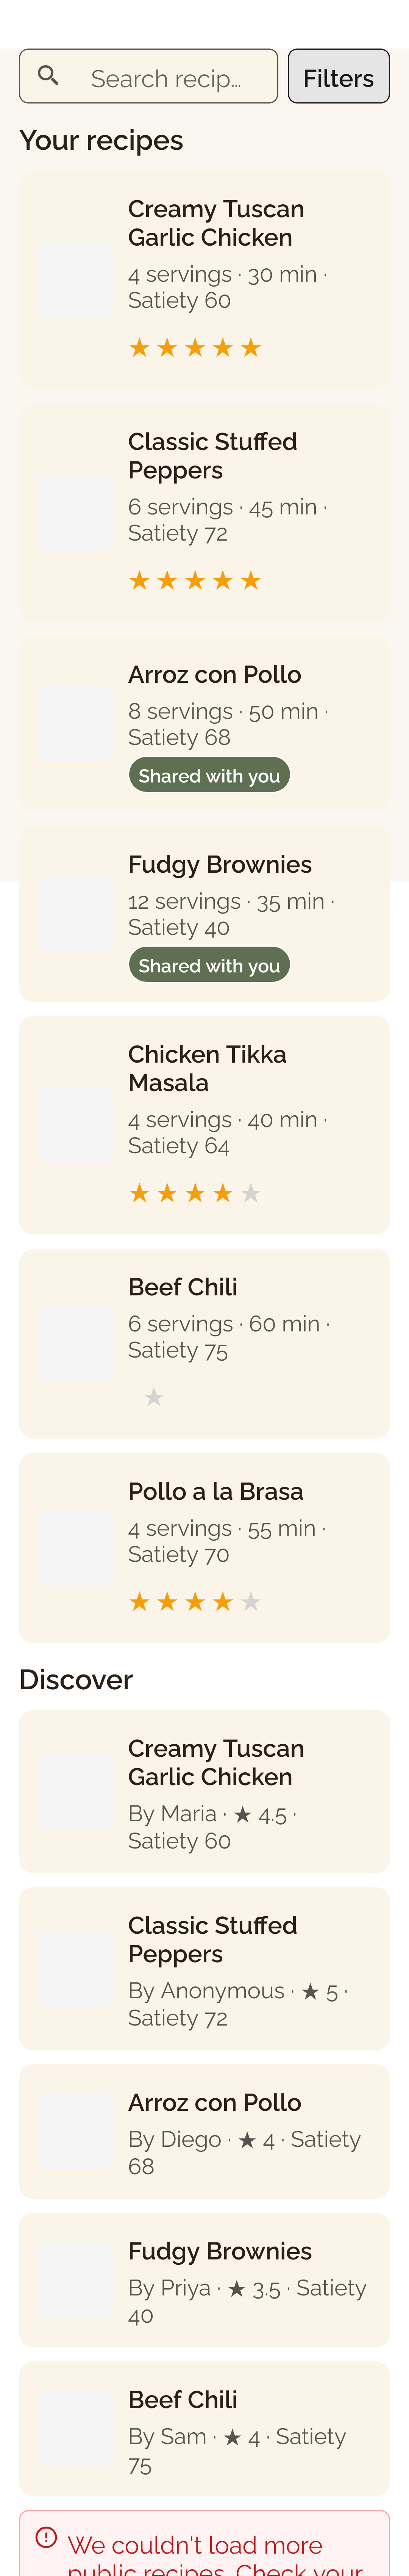 Search recip...
Filters
Your recipes
Creamy Tuscan
Garlic Chicken
4 servings · 30 min ·
Satiety 60
★ ★ ★ ★ ★
Classic Stuffed
Peppers
6 servings · 45 min ·
Satiety 72
★ ★ ★ ★ ★
Arroz con Pollo
8 servings · 50 min ·
Satiety 68
Shared with you
Fudgy Brownies
12 servings · 35 min ·
Satiety 40
Shared with you
Chicken Tikka
Masala
4 servings · 40 min ·
Satiety 64
★ ★ ★ ★ ★
Beef Chili
6 servings · 60 min ·
Satiety 75
★
Pollo a la Brasa
4 servings · 55 min ·
Satiety 70
★ ★ ★ ★ ★
Discover
Creamy Tuscan
Garlic Chicken
By Maria · ★ 4.5 ·
Satiety 60
Classic Stuffed
Peppers
By Anonymous · ★ 5 ·
Satiety 72
Arroz con Pollo
By Diego · ★ 4 · Satiety
68
Fudgy Brownies
By Priya · ★ 3.5 · Satiety
40
Beef Chili
By Sam · ★ 4 · Satiety
75
We couldn't load more
public recipes. Check your